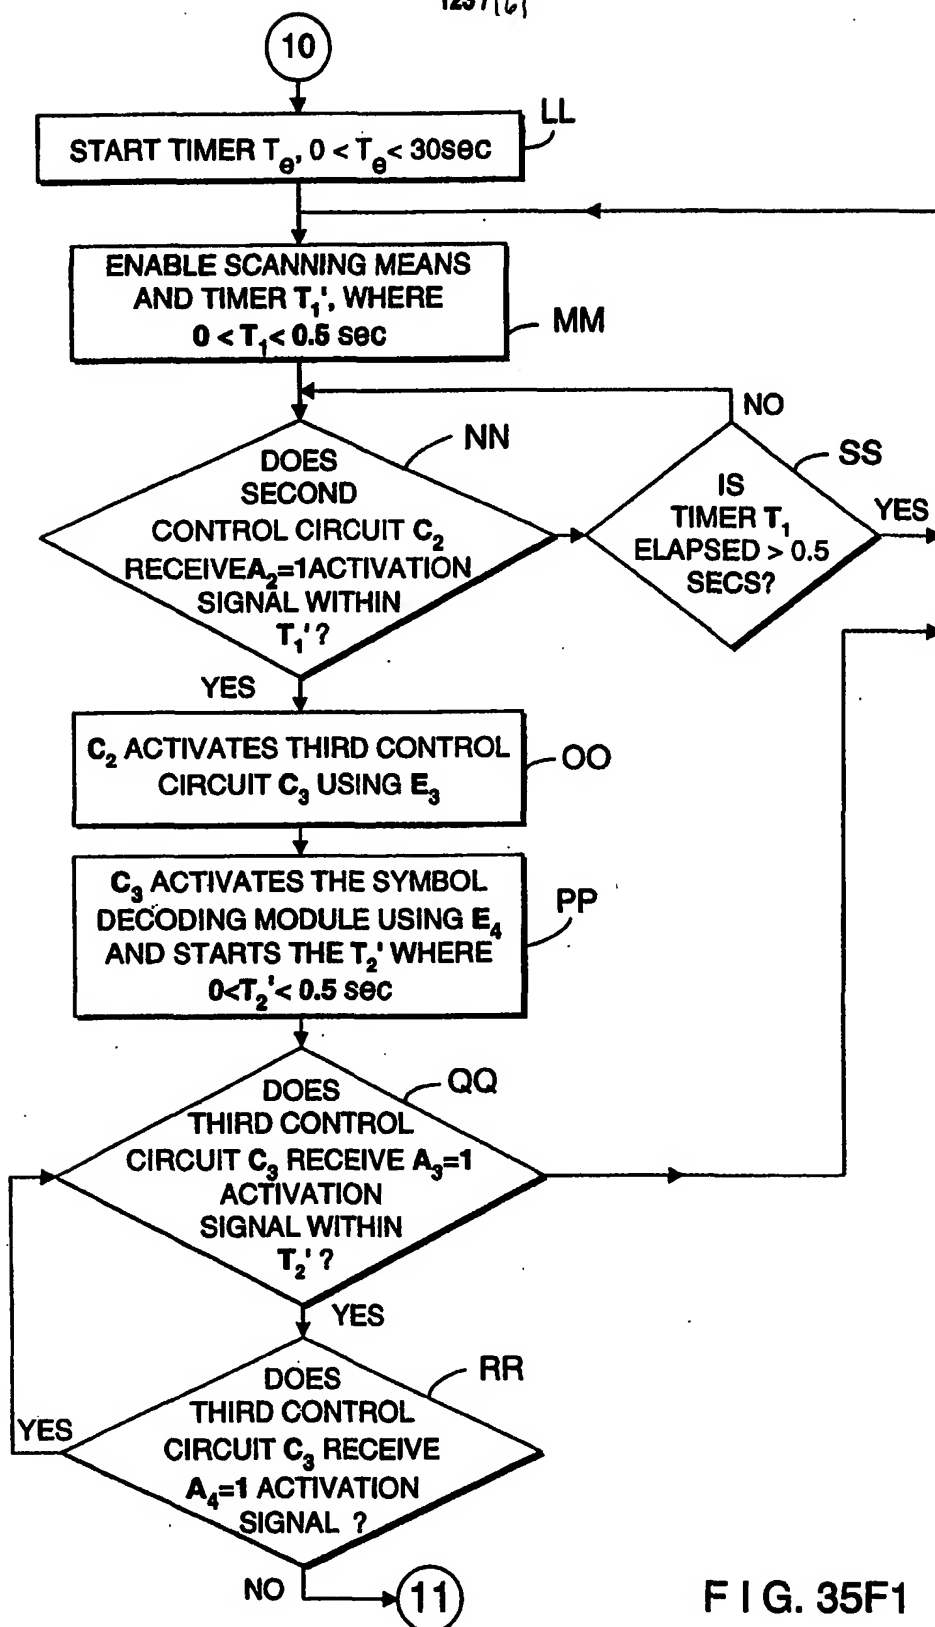 10
LL
START TIMER Te, 0 < Te < 30sec
ENABLE SCANNING MEANS
AND TIMER T1', WHERE
0 < T1 < 0.5 sec
MM
NO
NN
DOES
SECOND
CONTROL CIRCUIT C2
RECEIVEA2=1ACTIVATION
SIGNAL WITHIN
T1' ?
SS
IS
TIMER T1
ELAPSED > 0.5
SECS?
YES
YES
C2 ACTIVATES THIRD CONTROL
CIRCUIT C3 USING E3
OO
C3 ACTIVATES THE SYMBOL
DECODING MODULE USING E4
AND STARTS THE T2' WHERE
0<T2'< 0.5 sec
PP
QQ
DOES
THIRD CONTROL
CIRCUIT C3 RECEIVE A3=1
ACTIVATION
SIGNAL WITHIN
T2' ?
YES
RR
DOES
THIRD CONTROL
CIRCUIT C3 RECEIVE
A4=1 ACTIVATION
SIGNAL ?
YES
NO
11
FIG. 35F1